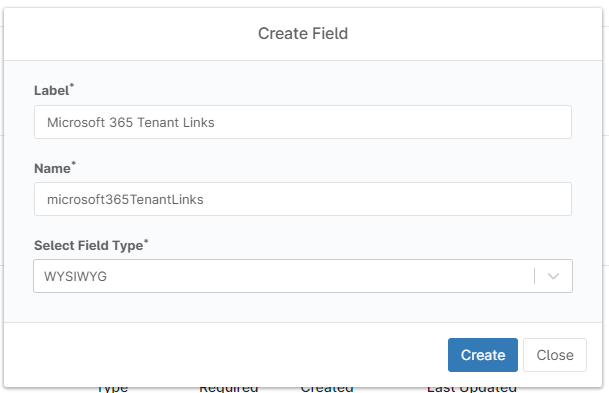 Create Field
Label*
Microsoft 365 Tenant Links
Name*
microsoft365TenantLinks
Select Field Type*
WYSIWYG
Create Close
Type Required Created Last Updated